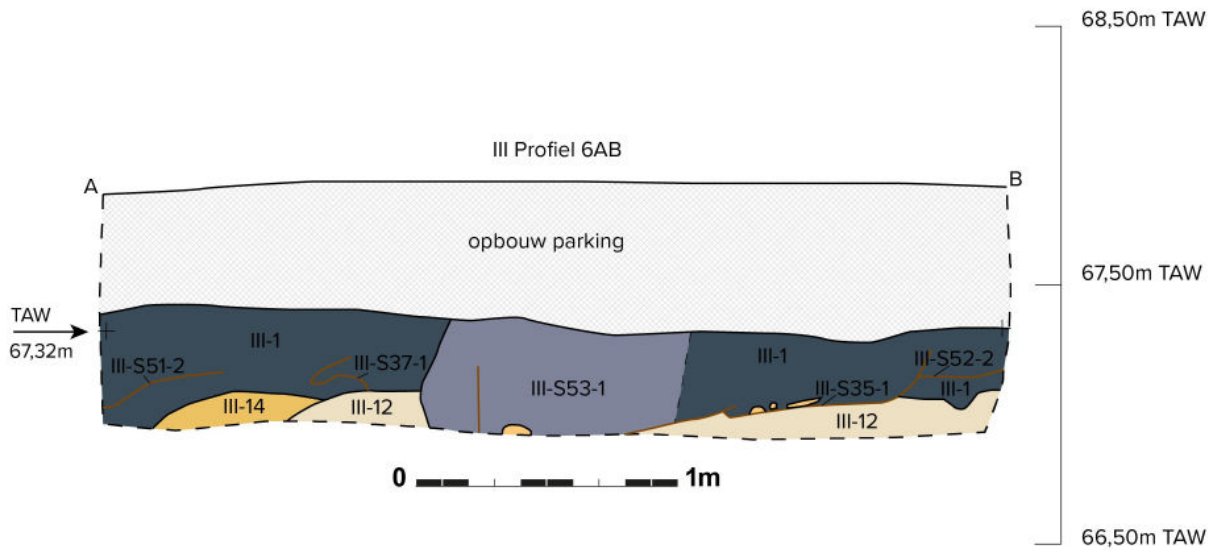 68,50m TAW
III Profiel 6AB
A
B
opbouw parking
67,50m TAW
TAW
67,32m
III-1
III-S51-2
III-S37-1
III-14
III-12
III-S53-1
III-1
III-S52-2
III-S35-1
III-1
III-12
0
1m
66,50m TAW